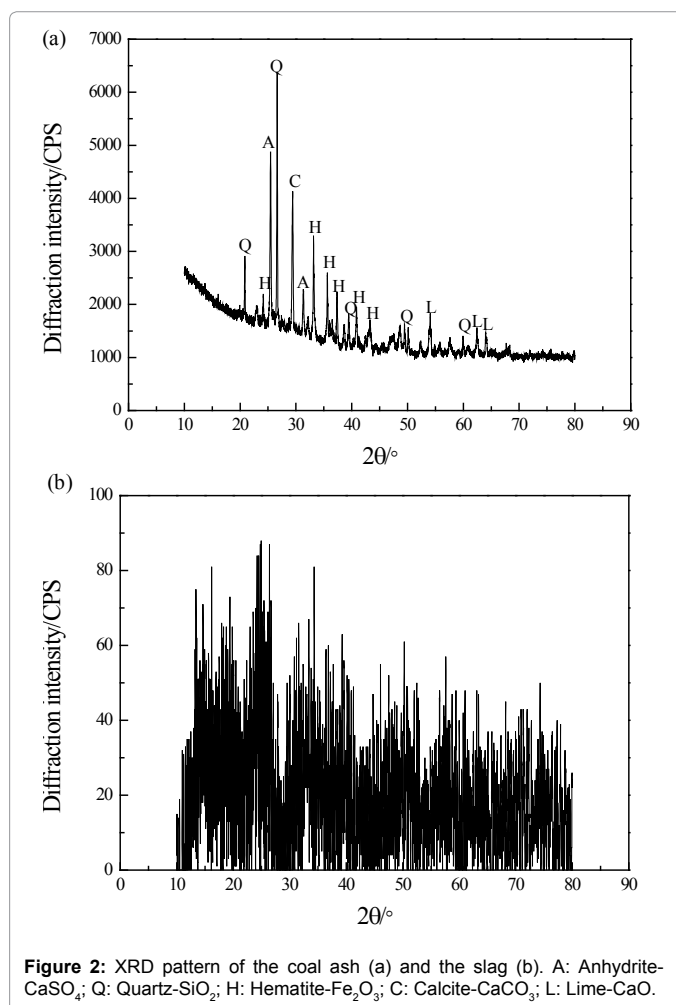 (a)
7000
6000
5000
4000
3000
2000
1000
0
Diffraction intensity/CPS
Q
A
C
Q
H
A
H
H
H
Q
H
H
Q
L
Q
L
L
0 10 20 30 40 50 60 70 80 90
2θ/°
(b)
100
80
60
40
20
0
Diffraction intensity/CPS
0 10 20 30 40 50 60 70 80 90
2θ/°
Figure 2: XRD pattern of the coal ash (a) and the slag (b). A: Anhydrite-
CaSO₄; Q: Quartz-SiO₂; H: Hematite-Fe₂O₃; C: Calcite-CaCO₃; L: Lime-CaO.